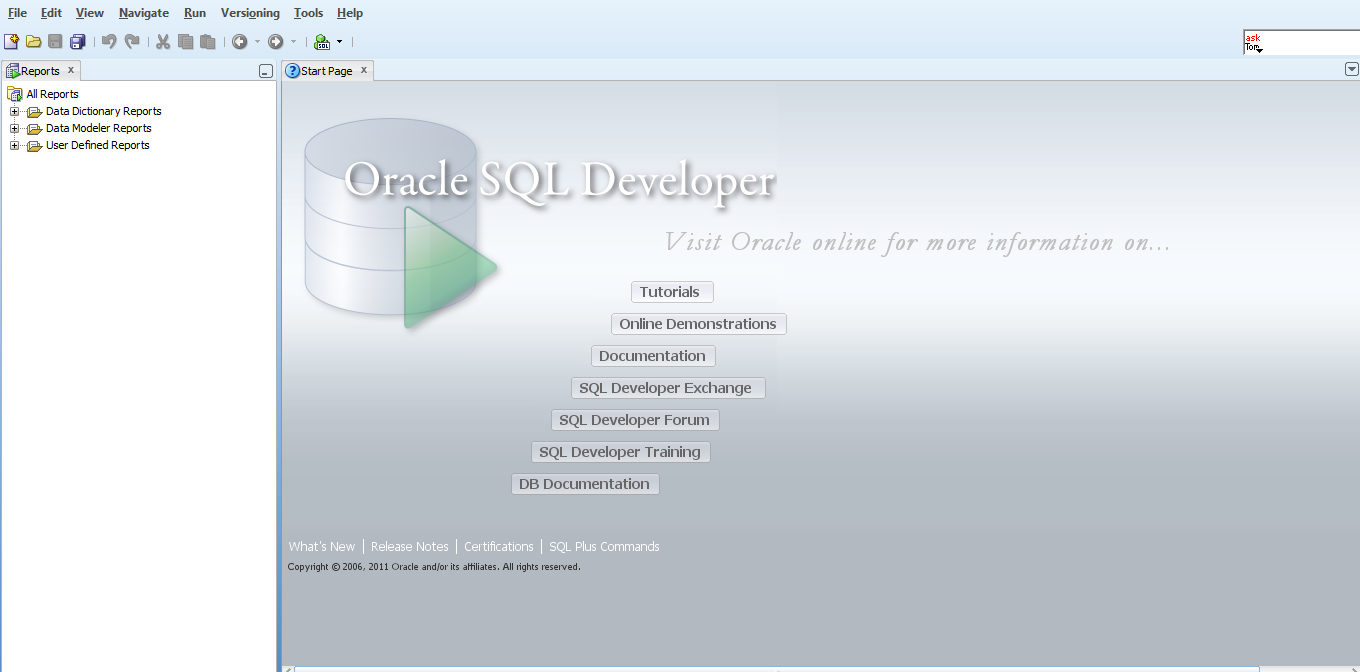 File Edit View Navigate Run Versioning Tools Help
SQL
ask
Tom
Reports x
Start Page x
All Reports
Data Dictionary Reports
Data Modeler Reports
User Defined Reports
Oracle SQL Developer
Visit Oracle online for more information on...
Tutorials
Online Demonstrations
Documentation
SQL Developer Exchange
SQL Developer Forum
SQL Developer Training
DB Documentation
What's New | Release Notes | Certifications | SQL Plus Commands
Copyright © 2006, 2011 Oracle and/or its affiliates. All rights reserved.